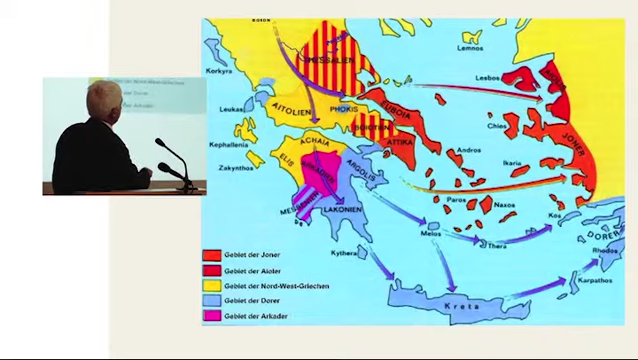 Korkyra
THESSALIEN
Lemnos
Lesbos
Leukas
AITOLIEN
PHOKIS
EUBOIA
BOIOTIEN
ATTIKA
Chios
JONER
Kephallenia
Zakynthos
ELIS
ACHAIA
ARKADIEN
ARGOLIS
Andros
Ikaria
LAKONIEN
Paros
Naxos
Kos
Melos
Thera
DORER
Rhodos
Kythera
Karpathos
Kreta
Gebiet der Joner
Gebiet der Aioler
Gebiet der Nord-West-Griechen
Gebiet der Dorer
Gebiet der Arkader